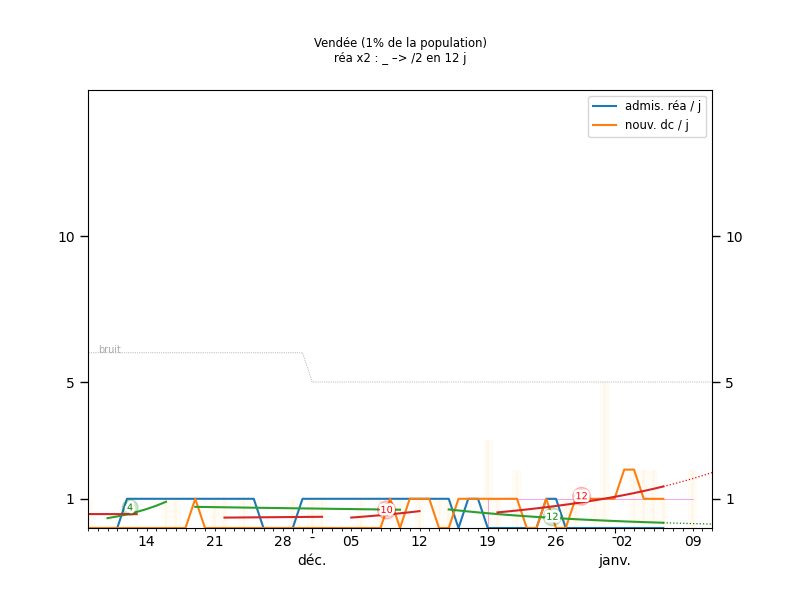 Vendée (1% de la population)
réa x2 : _ –> /2 en 12 j
admis. réa / j
nouv. dc / j
10 10
bruit
5 5
12
4
10
12
1 1
14 21 28 - 05 12 19 26 - 02 09
déc. janv.